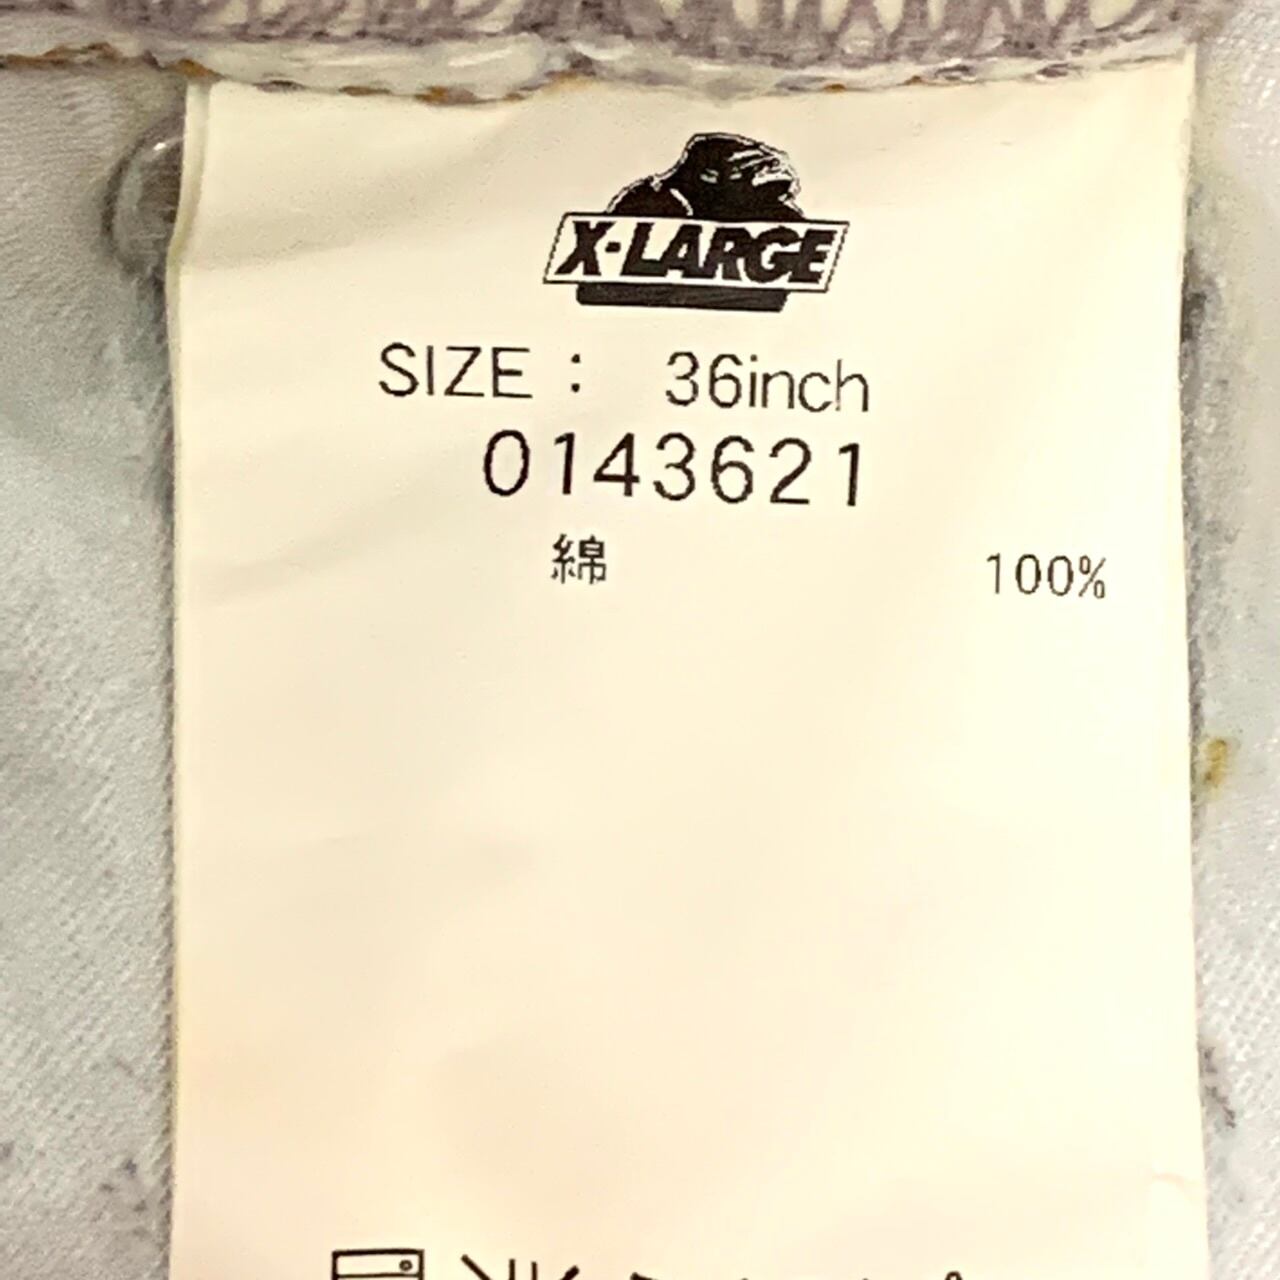 X-LARGE
SIZE : 36inch
0143621
綿 100%